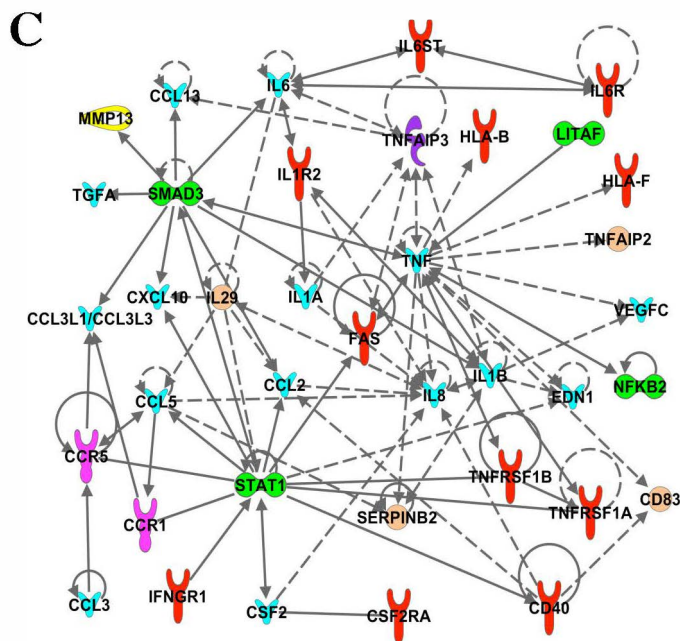 C
IL6ST
CCL13
IL6
IL6R
MMP13
TNFAIP3
HLA-B
LITAF
TGFA
SMAD3
IL1R2
HLA-F
TNF
TNFAIP2
CXCL10
IL29
IL1A
CCL3L1/CCL3L3
VEGFC
FAS
CCL5
CCL2
IL8
IL1B
EDN1
NFKB2
CCR5
STAT1
TNFRSF1B
CD83
CCR1
SERPINB2
TNFRSF1A
CCL3
IFNGR1
CSF2
CSF2RA
CD40